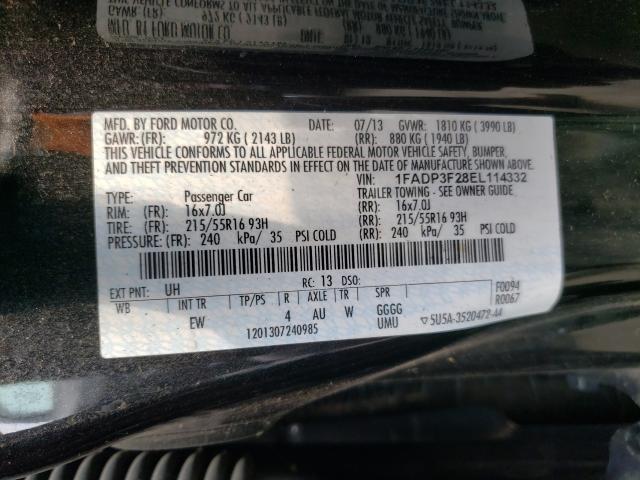 MFD. BY FORD MOTOR CO. DATE: 07/13 GVWR: 1810 KG ( 3990 LB)
GAWR: (FR): 972 KG ( 2143 LB) (RR): 880 KG ( 1940 LB)
THIS VEHICLE CONFORMS TO ALL APPLICABLE FEDERAL MOTOR VEHICLE SAFETY, BUMPER,
AND THEFT PREVENTION STANDARDS IN EFFECT ON THE DATE OF MANUFACTURE SHOWN ABOVE.
VIN: 1FADP3F28EL114332
TYPE: Passenger Car TRAILER TOWING - SEE OWNER GUIDE
RIM: (FR): 16x7.0J (RR): 16x7.0J
TIRE: (FR): 215/55R16 93H (RR): 215/55R16 93H
PRESSURE: (FR): 240 kPa/ 35 PSI COLD (RR): 240 kPa/ 35 PSI COLD
EXT PNT: UH RC: 13 DSO: F0094
WB INT TR TP/PS R AXLE TR SPR R0067
EW 4 AU W GGGG
1201307240985 UMU 5U5A-3520472-AA